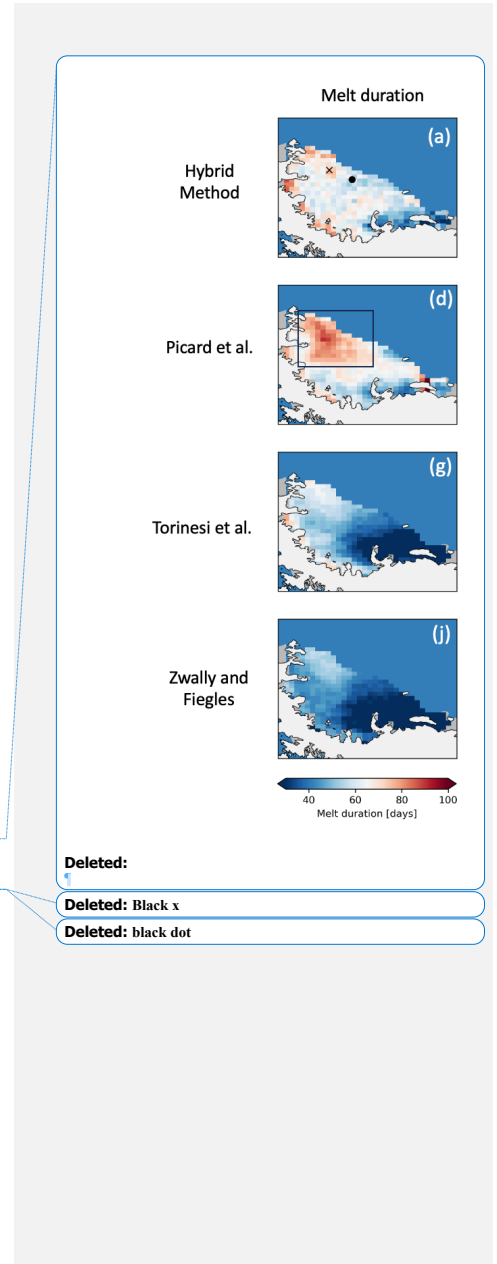 Melt duration
(a)
Hybrid
Method
(d)
Picard et al.
(g)
Torinesi et al.
(j)
Zwally and
Fiegles
40 60 80 100
Melt duration [days]
Deleted:
¶
Deleted: Black x
Deleted: black dot